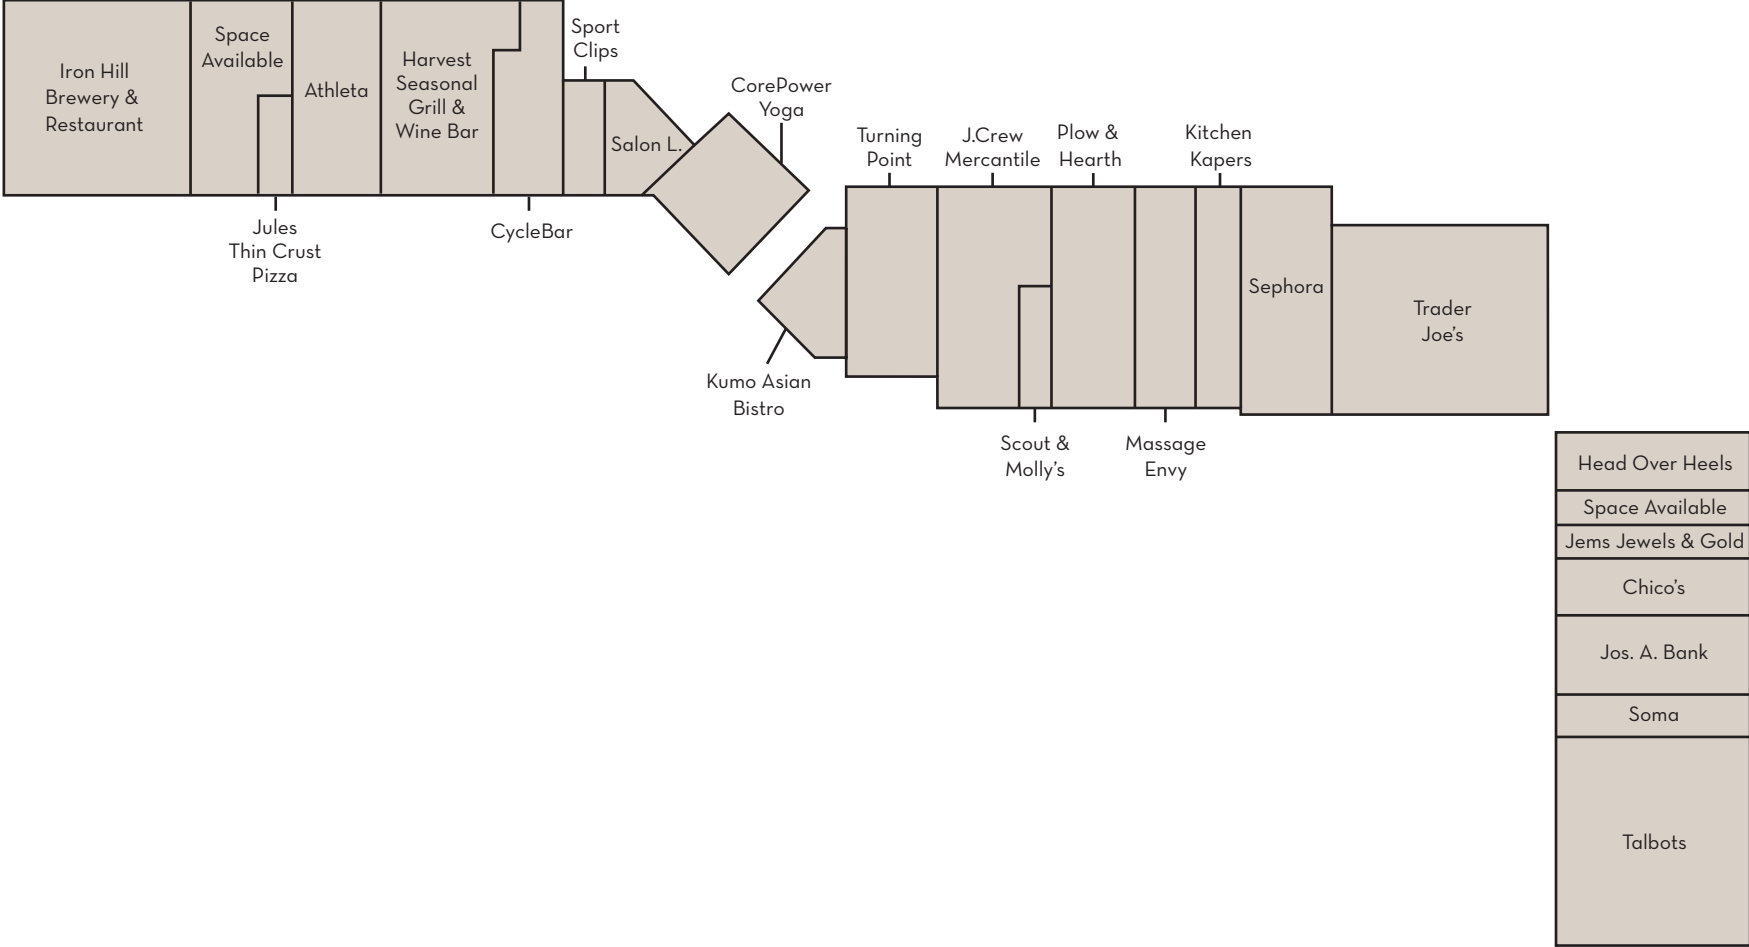 Iron Hill
Brewery &
Restaurant
Space
Available
Jules
Thin Crust
Pizza
Athleta
Harvest
Seasonal
Grill &
Wine Bar
CycleBar
Sport
Clips
Salon L.
CorePower
Yoga
Kumo Asian
Bistro
Turning
Point
J.Crew
Mercantile
Scout &
Molly's
Plow &
Hearth
Massage
Envy
Kitchen
Kapers
Sephora
Trader
Joe's
Head Over Heels
Space Available
Jems Jewels & Gold
Chico's
Jos. A. Bank
Soma
Talbots